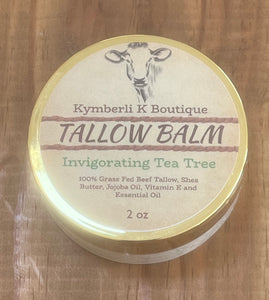 Kymberli K Boutique
TALLOW BALM
Invigorating Tea Tree
100% Grass Fed Beef Tallow, Shea
Butter, Jojoba Oil, Vitamin E and
Essential Oil
2 oz